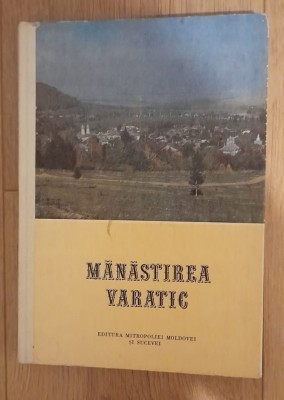 MĂNĂSTIREA
VARATIC
EDITURA MITROPOLIEI MOLDOVEI
ȘI SUCEVEI